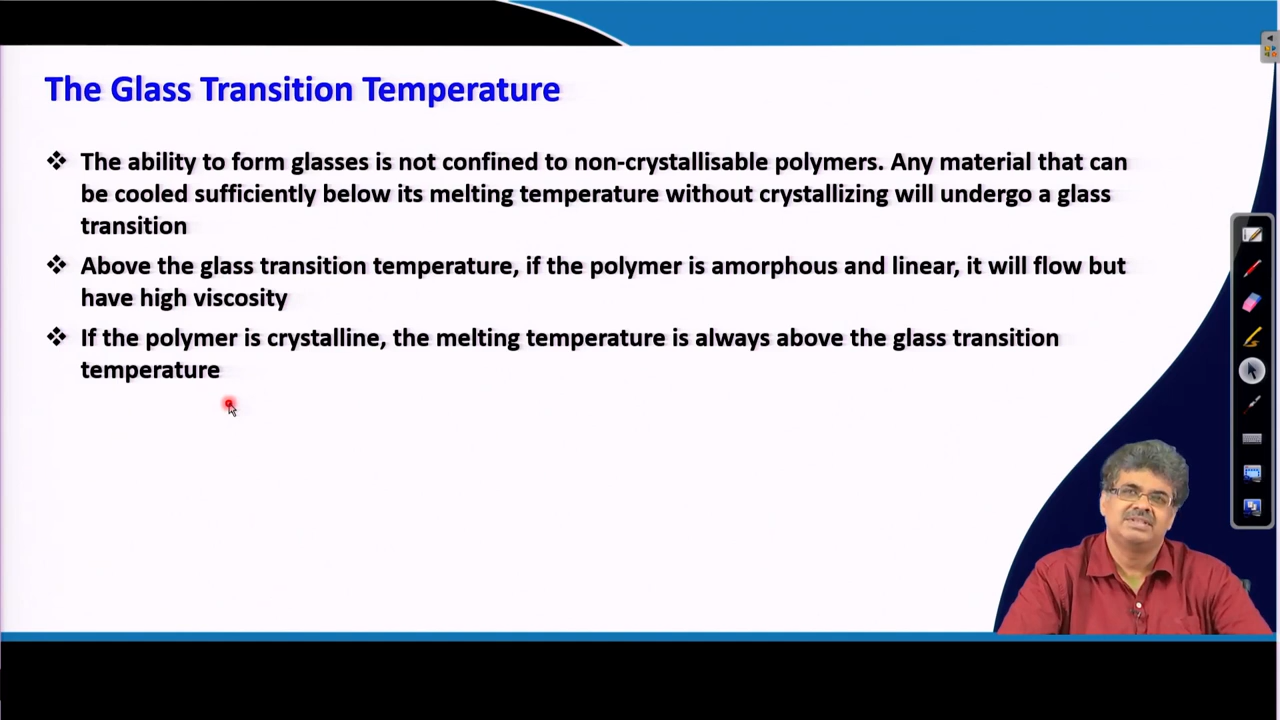 The Glass Transition Temperature
❖ The ability to form glasses is not confined to non-crystallisable polymers. Any material that can
be cooled sufficiently below its melting temperature without crystallizing will undergo a glass
transition
❖ Above the glass transition temperature, if the polymer is amorphous and linear, it will flow but
have high viscosity
❖ If the polymer is crystalline, the melting temperature is always above the glass transition
temperature